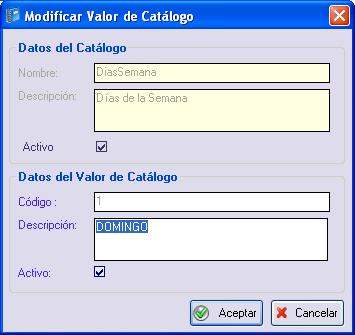 Modificar Valor de Catálogo
Datos del Catálogo
Nombre: DiasSemana
Descripción: Días de la Semana
Activo
Datos del Valor de Catálogo
Código : 1
Descripción: DOMINGO
Activo:
Aceptar Cancelar